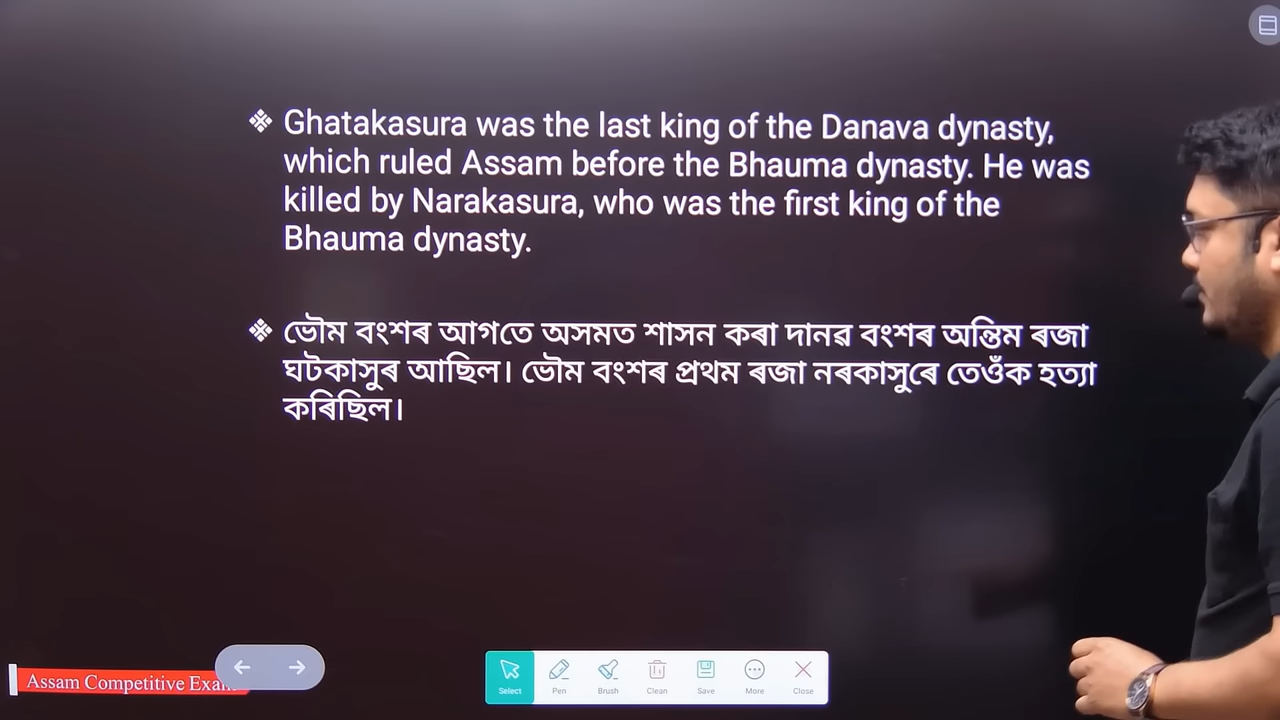 ❖ Ghatakasura was the last king of the Danava dynasty,
which ruled Assam before the Bhauma dynasty. He was
killed by Narakasura, who was the first king of the
Bhauma dynasty.
❖ ভৌম বংশৰ আগতে অসমত শাসন কৰা দানৱ বংশৰ অন্তিম ৰজা
ঘটকাসুৰ আছিল। ভৌম বংশৰ প্ৰথম ৰজা নৰকাসুৰে তেওঁক হত্যা
কৰিছিল।
Assam Competitive
Select Pen Brush Clean Save More Close